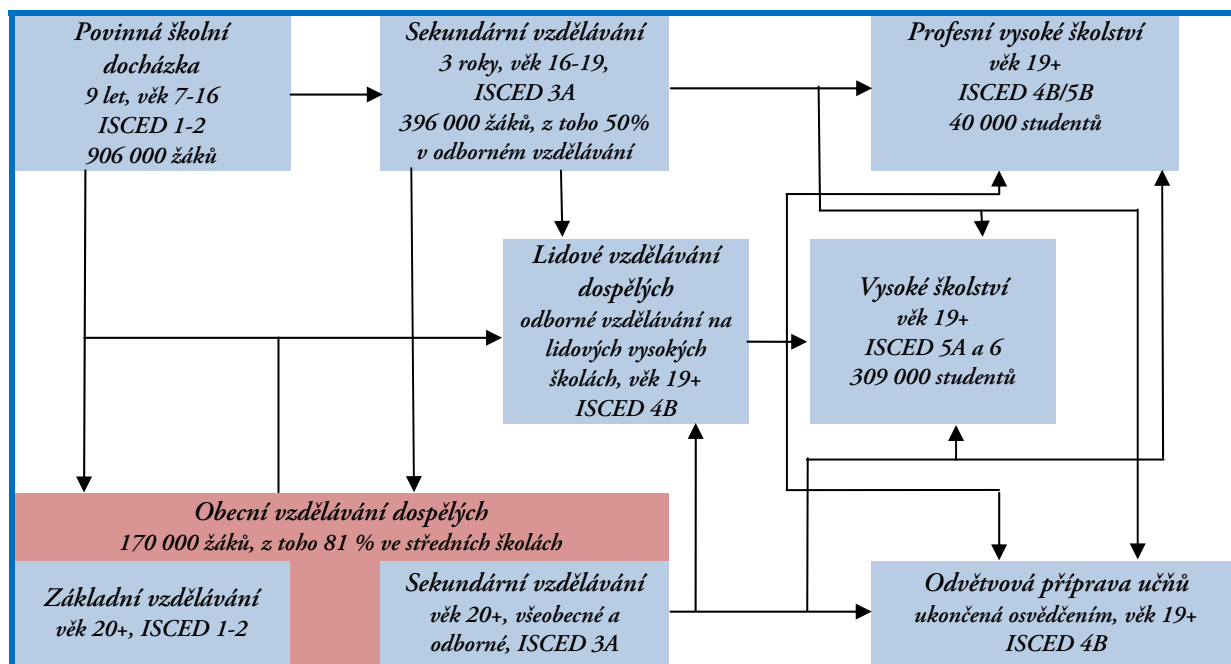 Povinná školní
docházka
9 let, věk 7-16
ISCED 1-2
906 000 žáků
Sekundární vzdělávání
3 roky, věk 16-19,
ISCED 3A
396 000 žáků, z toho 50%
v odborném vzdělávání
Profesní vysoké školství
věk 19+
ISCED 4B/5B
40 000 studentů
Lidové vzdělávání
dospělých
odborné vzdělávání na
lidových vysokých
školách, věk 19+
ISCED 4B
Vysoké školství
věk 19+
ISCED 5A a 6
309 000 studentů
Obecní vzdělávání dospělých
170 000 žáků, z toho 81 % ve středních školách
Základní vzdělávání
věk 20+, ISCED 1-2
Sekundární vzdělávání
věk 20+, všeobecné a
odborné, ISCED 3A
Odvětvová příprava učňů
ukončená osvědčením, věk 19+
ISCED 4B